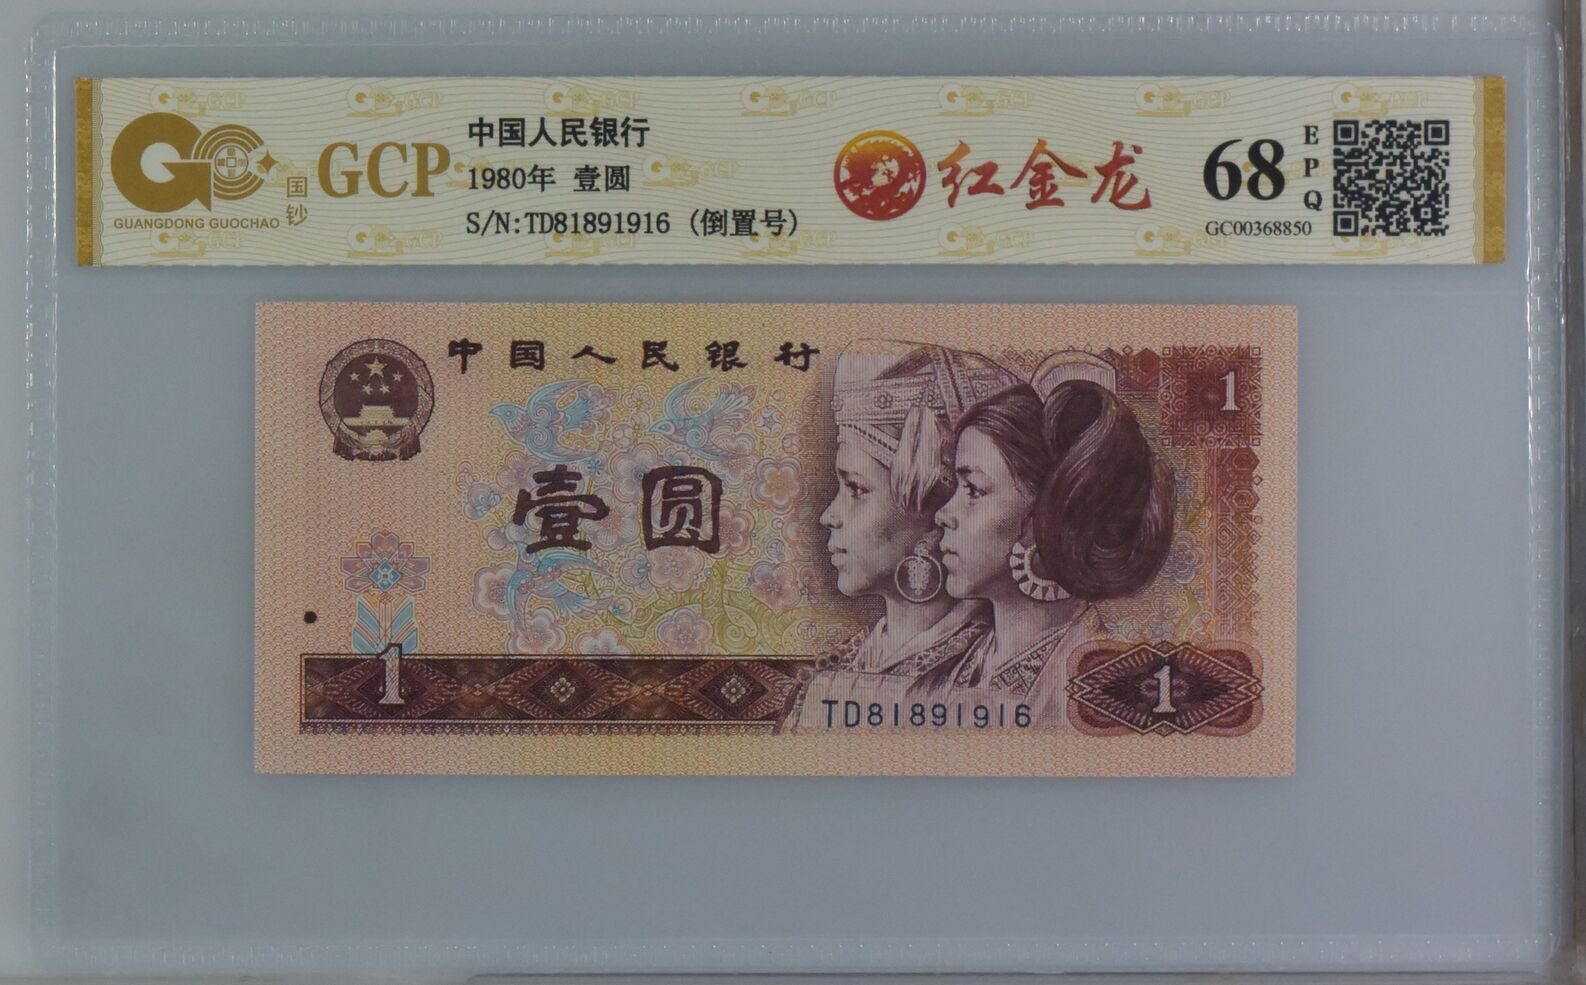 GC
GUANGDONG GUOCHAO
国钞
GCP
中国人民银行
1980年 壹圆
S/N:TD81891916 (倒置号)
红金龙
68
EPQ
GC00368850
中国人民银行
1
壹圆
1
TD81891916
1